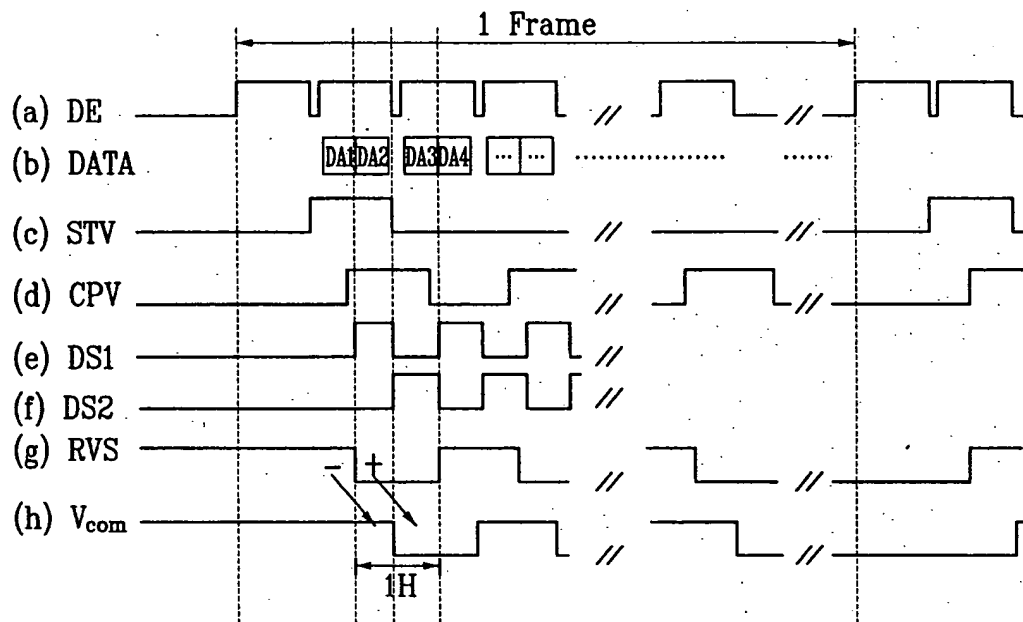 1 Frame
(a) DE
(b) DATA DA1 DA2 DA3 DA4 ... ...
(c) STV
(d) CPV
(e) DS1
(f) DS2
(g) RVS
- +
(h) Vcom
1H